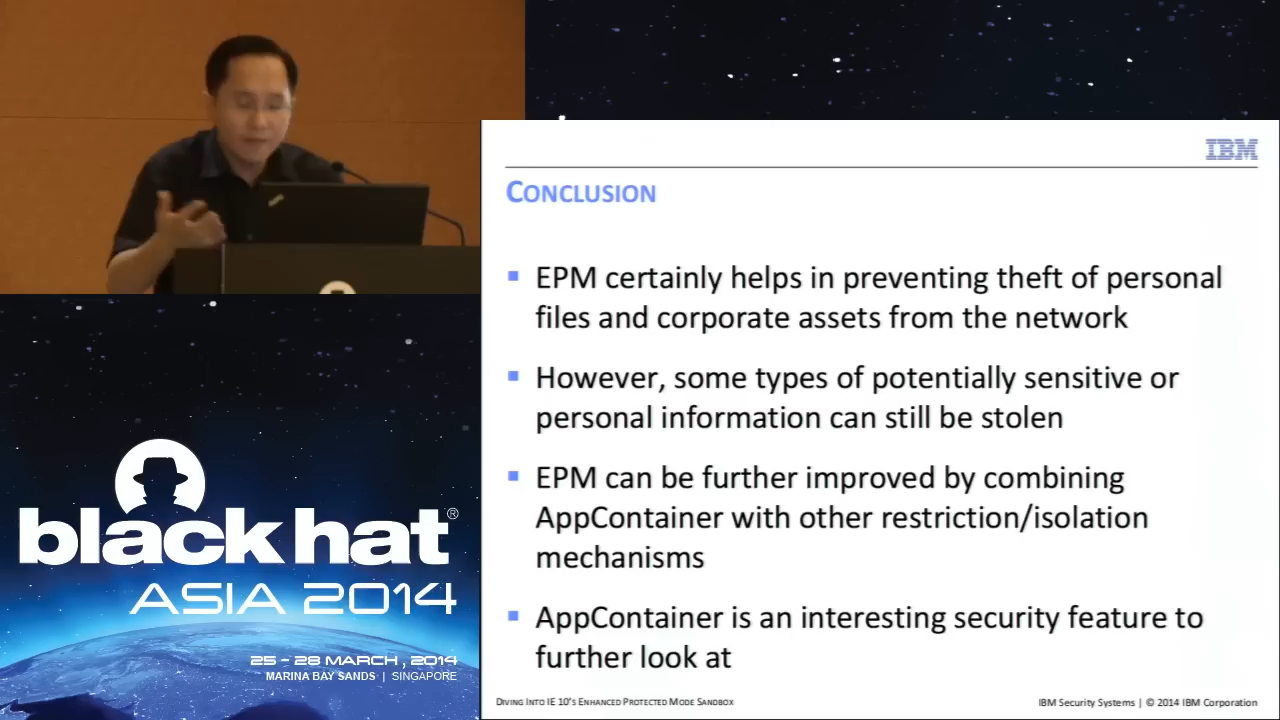 IBM
CONCLUSION
EPM certainly helps in preventing theft of personal
files and corporate assets from the network
However, some types of potentially sensitive or
personal information can still be stolen
EPM can be further improved by combining
AppContainer with other restriction/isolation
mechanisms
AppContainer is an interesting security feature to
further look at
DIVING INTO IE 10'S ENHANCED PROTECTED MODE SANDBOX
IBM Security Systems | © 2014 IBM Corporation
black hat®
ASIA 2014
25 - 28 MARCH, 2014
MARINA BAY SANDS | SINGAPORE